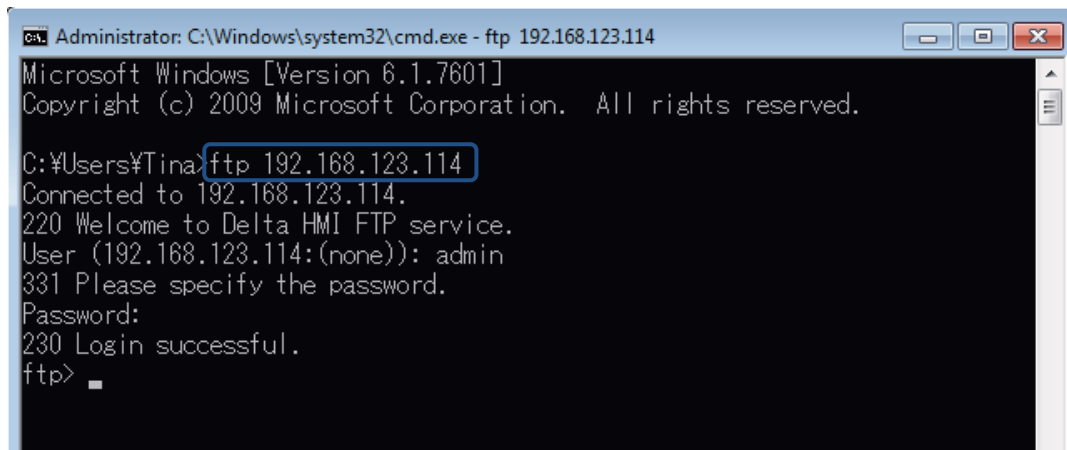 Administrator: C:\Windows\system32\cmd.exe - ftp 192.168.123.114
Microsoft Windows [Version 6.1.7601]
Copyright (c) 2009 Microsoft Corporation. All rights reserved.
C:¥Users¥Tina>ftp 192.168.123.114
Connected to 192.168.123.114.
220 Welcome to Delta HMI FTP service.
User (192.168.123.114:(none)): admin
331 Please specify the password.
Password:
230 Login successful.
ftp>